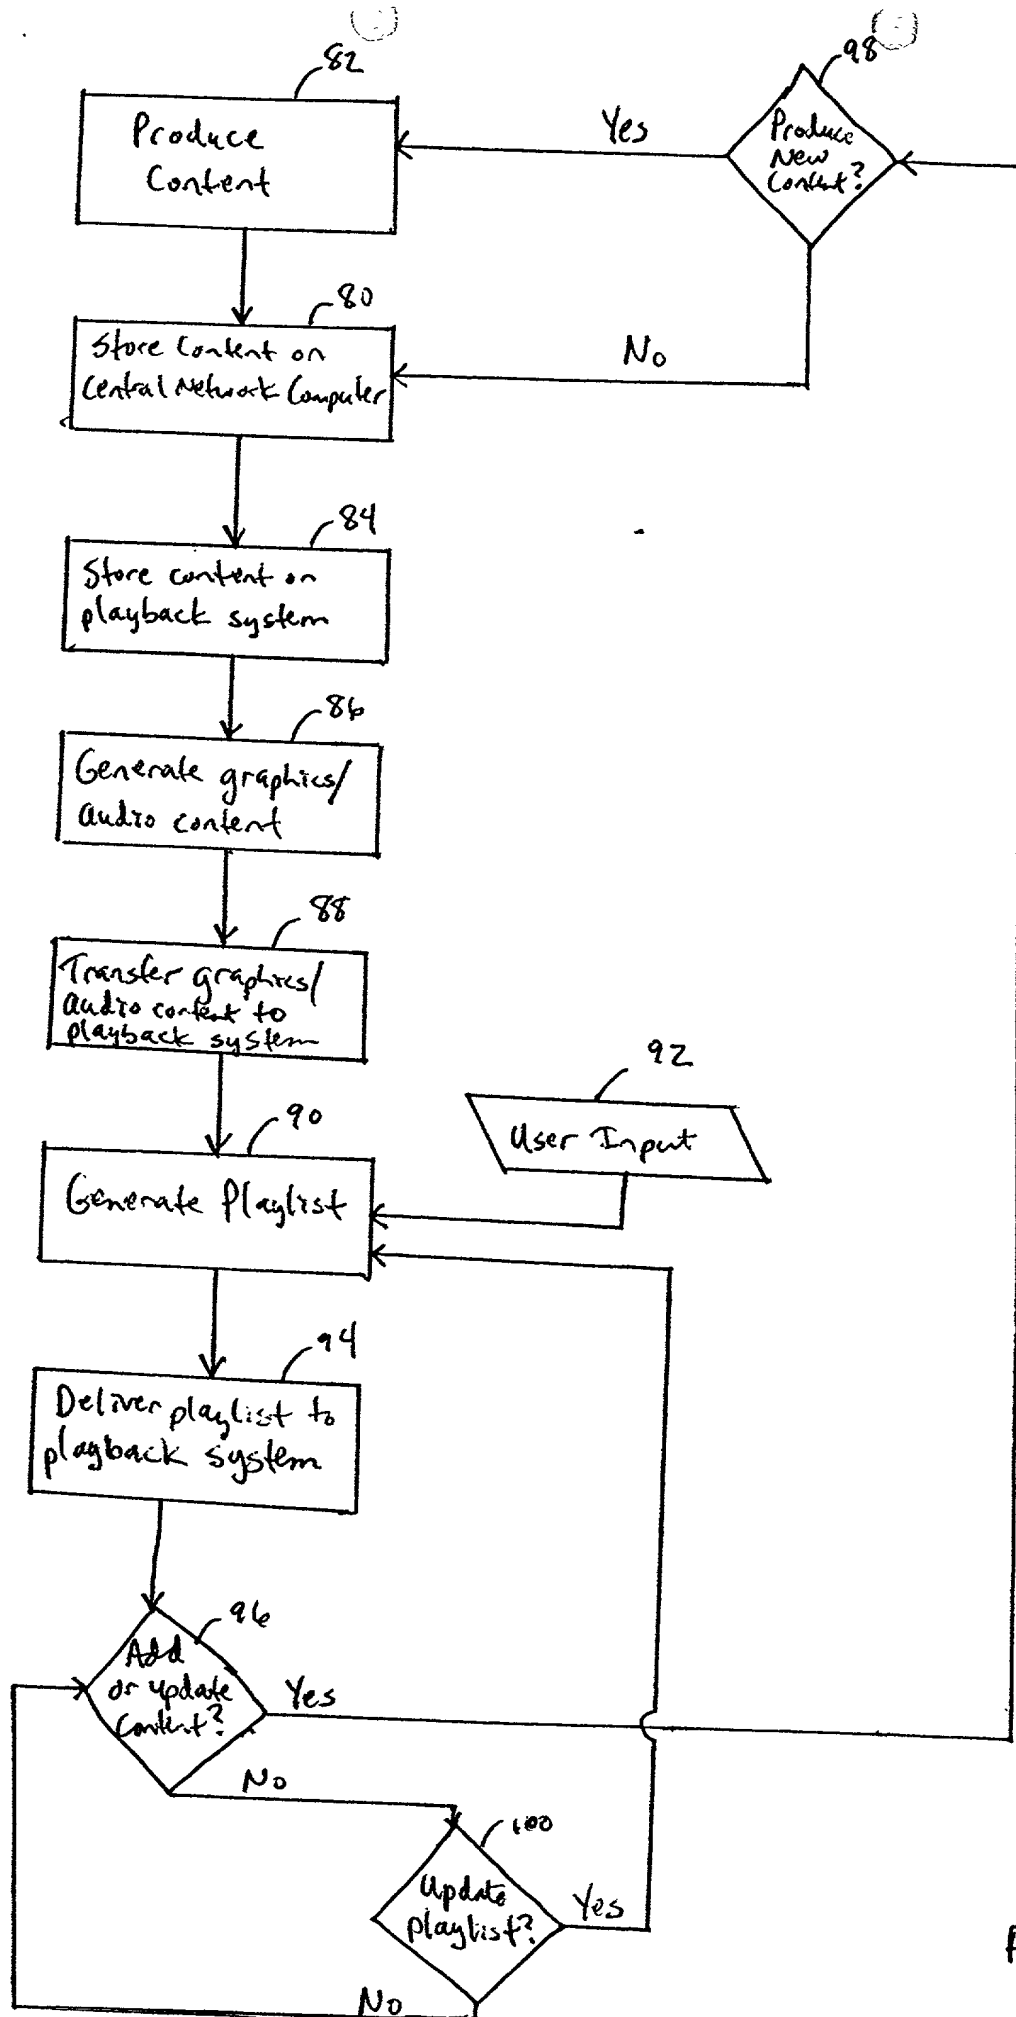 82
Produce
Content
98
Produce
New
Content?
Yes
No
80
Store Content on
Central Network Computer
84
Store content on
playback system
86
Generate graphics/
audio content
88
Transfer graphics/
audio content to
playback system
92
User Input
90
Generate Playlist
94
Deliver playlist to
playback system
96
Add
or update
Content?
Yes
No
100
Update
playlist?
Yes
No